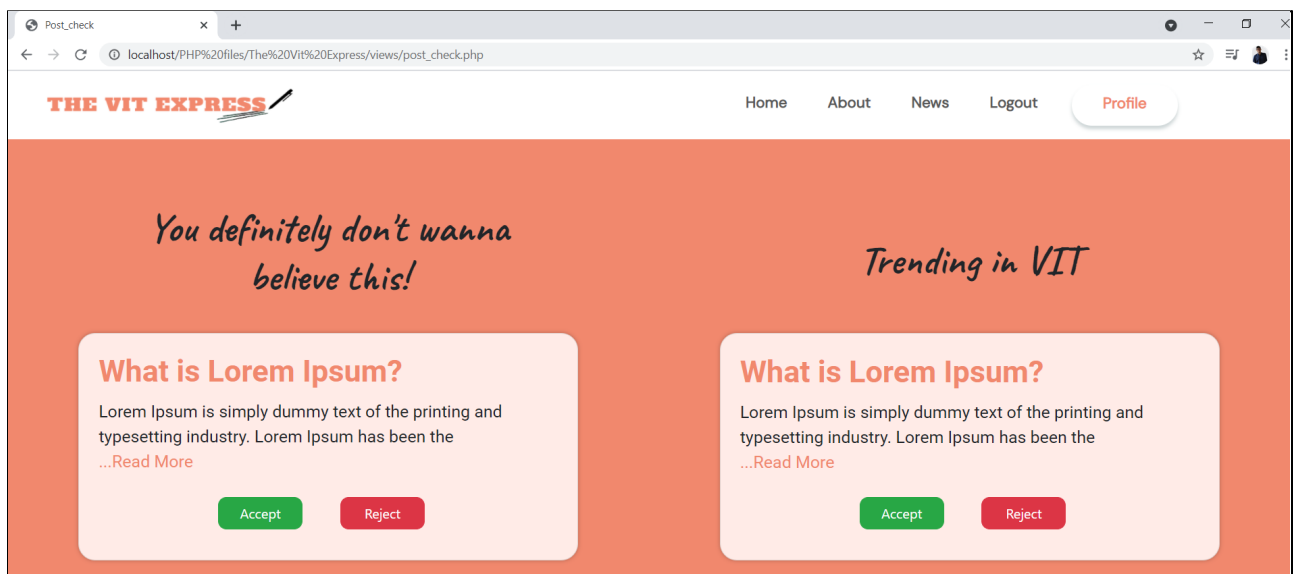 Post_check
localhost/PHP%20files/The%20Vit%20Express/views/post_check.php
THE VIT EXPRESS
Home About News Logout Profile
You definitely don't wanna
believe this!
What is Lorem Ipsum?
Lorem Ipsum is simply dummy text of the printing and
typesetting industry. Lorem Ipsum has been the
...Read More
Accept Reject
Trending in VIT
What is Lorem Ipsum?
Lorem Ipsum is simply dummy text of the printing and
typesetting industry. Lorem Ipsum has been the
...Read More
Accept Reject